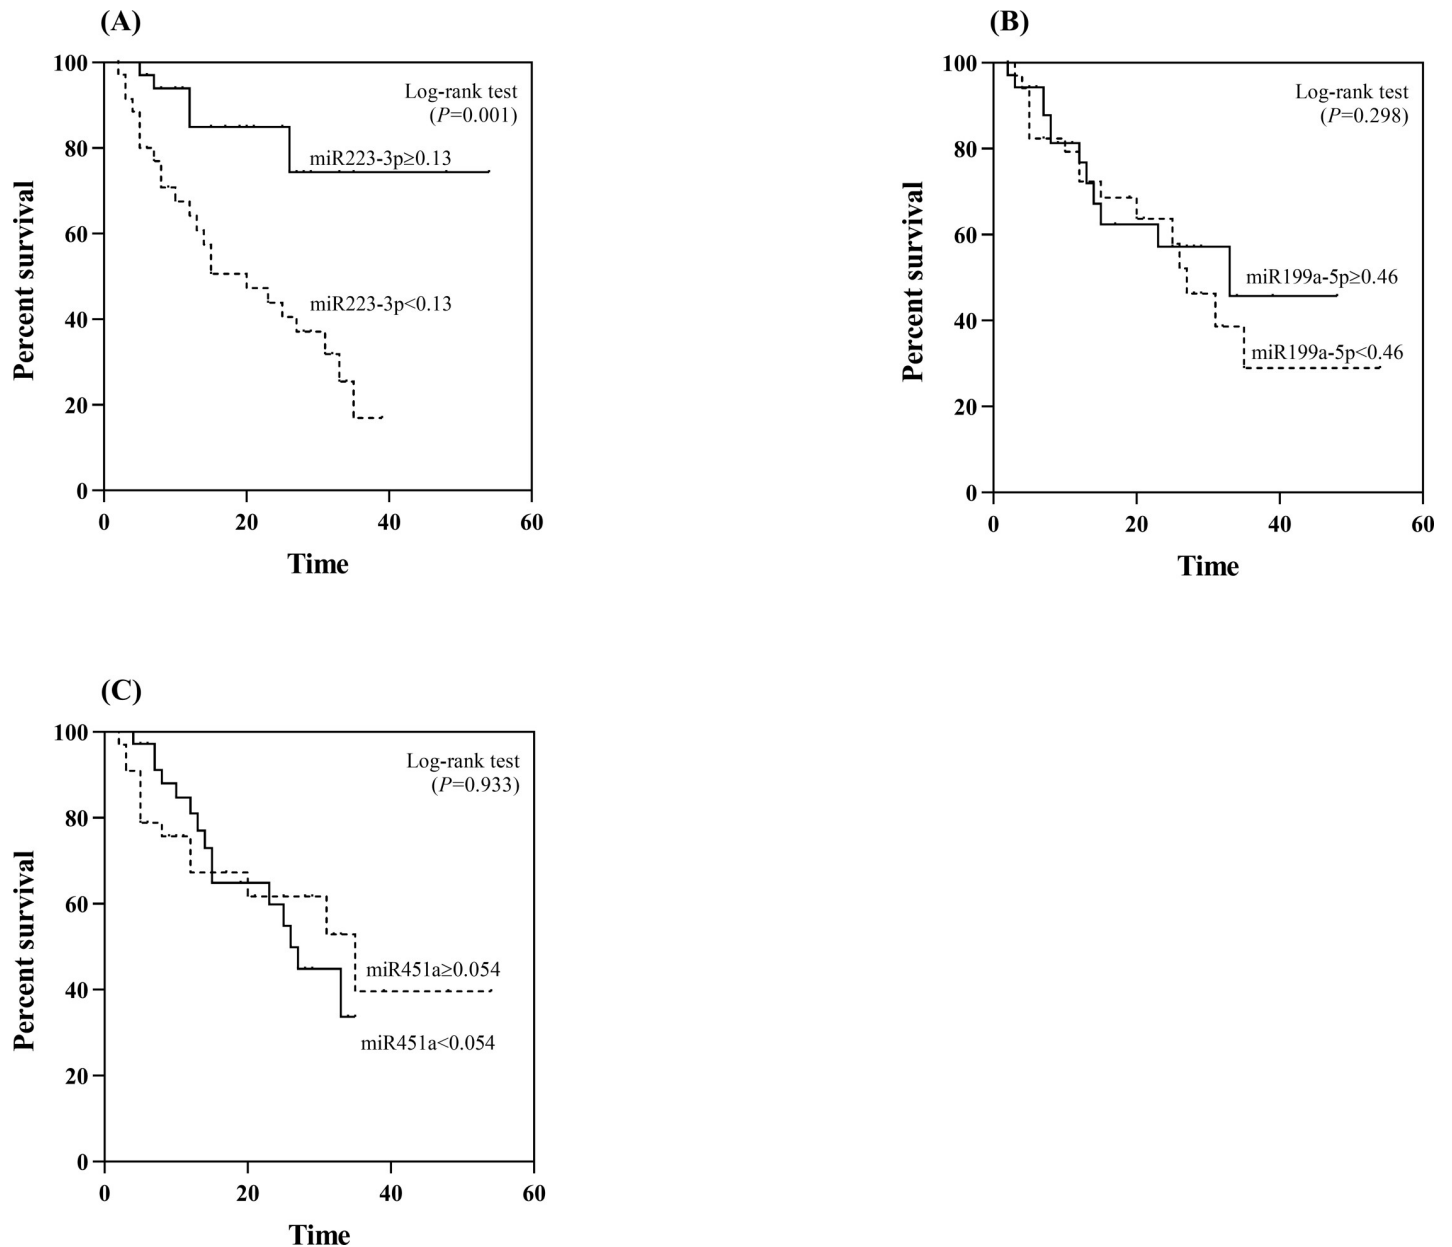 (A)
100
80
60
40
20
0
Percent survival
Log-rank test
(P=0.001)
miR223-3p≥0.13
miR223-3p<0.13
0 20 40 60
Time
(B)
100
80
60
40
20
0
Percent survival
Log-rank test
(P=0.298)
miR199a-5p≥0.46
miR199a-5p<0.46
0 20 40 60
Time
(C)
100
80
60
40
20
0
Percent survival
Log-rank test
(P=0.933)
miR451a≥0.054
miR451a<0.054
0 20 40 60
Time